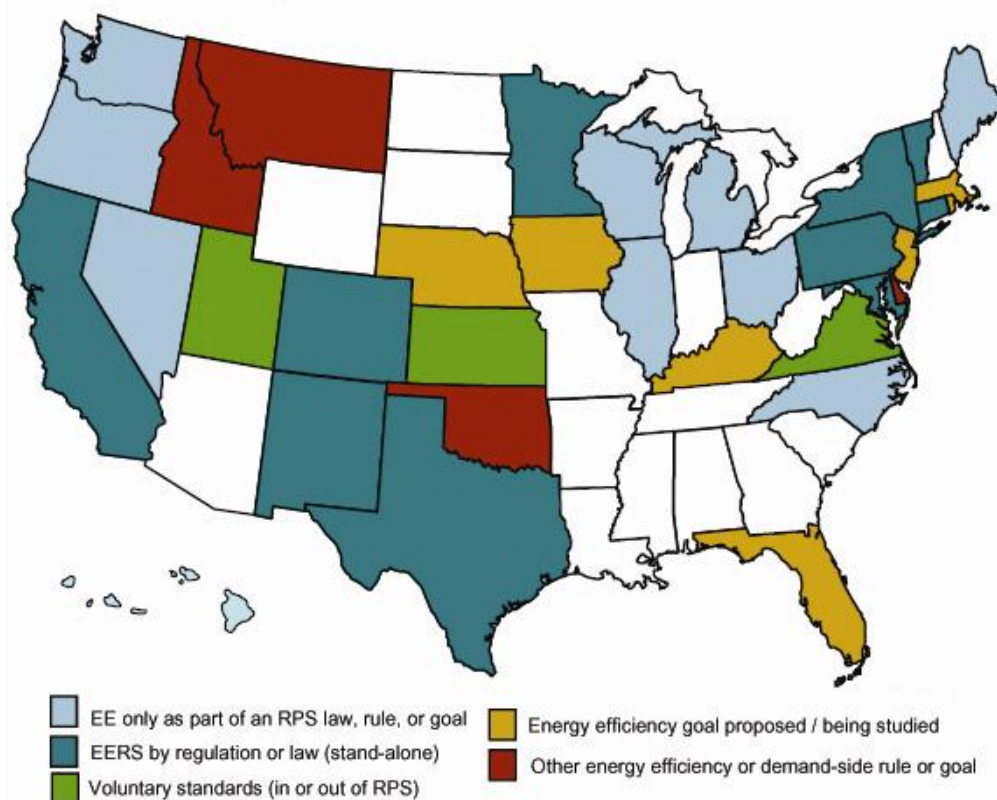 EE only as part of an RPS law, rule, or goal
EERS by regulation or law (stand-alone)
Voluntary standards (in or out of RPS)
Energy efficiency goal proposed / being studied
Other energy efficiency or demand-side rule or goal